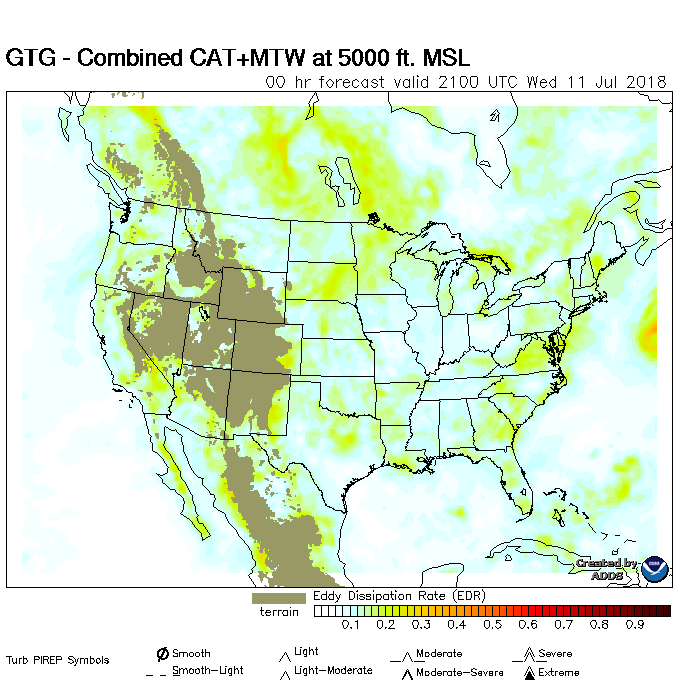 GTG - Combined CAT+MTW at 5000 ft. MSL
00 hr forecast valid 2100 UTC Wed 11 Jul 2018
Created by
ADDS
Eddy Dissipation Rate (EDR)
terrain
0.1 0.2 0.3 0.4 0.5 0.6 0.7 0.8 0.9
Turb PIREP Symbols
Smooth Light Moderate Severe
Smooth-Light Light-Moderate Moderate-Severe Extreme